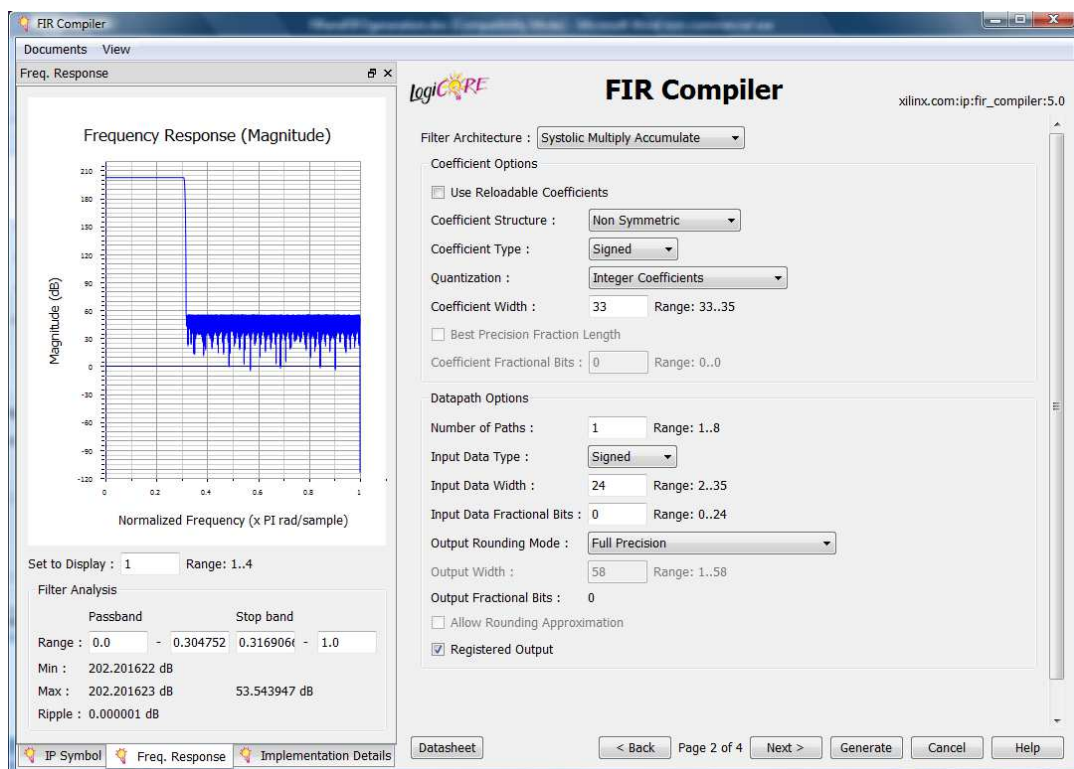 FIR Compiler
Documents View
Freq. Response
Frequency Response (Magnitude)
210
180
150
120
90
60
30
0
-30
-60
-90
-120
Magnitude (dB)
0 0.2 0.4 0.6 0.8 1
Normalized Frequency (x PI rad/sample)
Set to Display : 1 Range: 1..4
Filter Analysis
Passband Stop band
Range : 0.0 - 0.304752 0.3169066 - 1.0
Min : 202.201622 dB
Max : 202.201623 dB 53.543947 dB
Ripple : 0.000001 dB
IP Symbol Freq. Response Implementation Details
LogiCORE
FIR Compiler
xilinx.com:ip:fir_compiler:5.0
Filter Architecture : Systolic Multiply Accumulate
Coefficient Options
Use Reloadable Coefficients
Coefficient Structure : Non Symmetric
Coefficient Type : Signed
Quantization : Integer Coefficients
Coefficient Width : 33 Range: 33..35
Best Precision Fraction Length
Coefficient Fractional Bits : 0 Range: 0..0
Datapath Options
Number of Paths : 1 Range: 1..8
Input Data Type : Signed
Input Data Width : 24 Range: 2..35
Input Data Fractional Bits : 0 Range: 0..24
Output Rounding Mode : Full Precision
Output Width : 58 Range: 1..58
Output Fractional Bits : 0
Allow Rounding Approximation
Registered Output
Datasheet < Back Page 2 of 4 Next > Generate Cancel Help